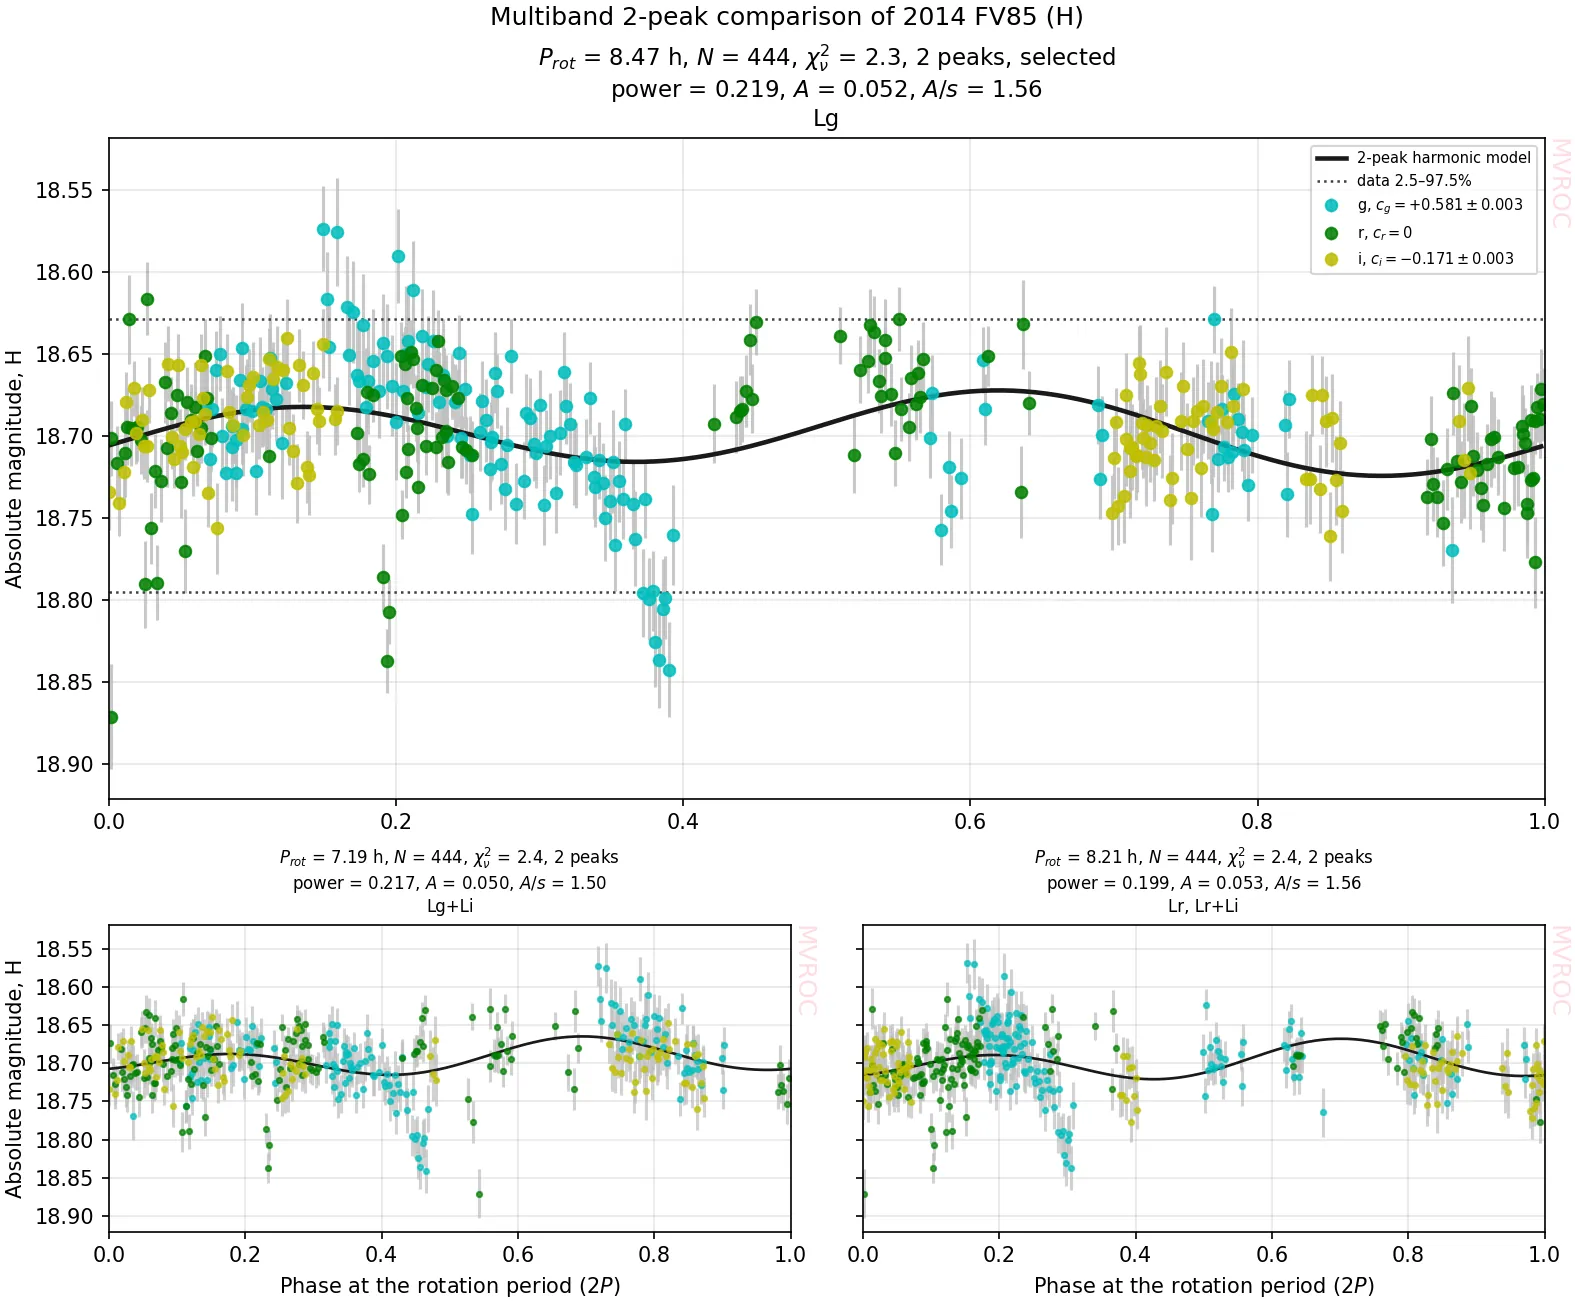 Multiband 2-peak comparison of 2014 FV85 (H)
P_rot = 8.47 h, N = 444, χ²_ν = 2.3, 2 peaks, selected
power = 0.219, A = 0.052, A/s = 1.56
Lg
MVROC
2-peak harmonic model
data 2.5–97.5%
g, c_g = +0.581 ± 0.003
r, c_r = 0
i, c_i = −0.171 ± 0.003
Absolute magnitude, H
18.55
18.60
18.65
18.70
18.75
18.80
18.85
18.90
0.0 0.2 0.4 0.6 0.8 1.0
P_rot = 7.19 h, N = 444, χ²_ν = 2.4, 2 peaks
power = 0.217, A = 0.050, A/s = 1.50
Lg+Li
MVROC
Absolute magnitude, H
18.55
18.60
18.65
18.70
18.75
18.80
18.85
18.90
0.0 0.2 0.4 0.6 0.8 1.0
Phase at the rotation period (2P)
P_rot = 8.21 h, N = 444, χ²_ν = 2.4, 2 peaks
power = 0.199, A = 0.053, A/s = 1.56
Lr, Lr+Li
MVROC
0.0 0.2 0.4 0.6 0.8 1.0
Phase at the rotation period (2P)